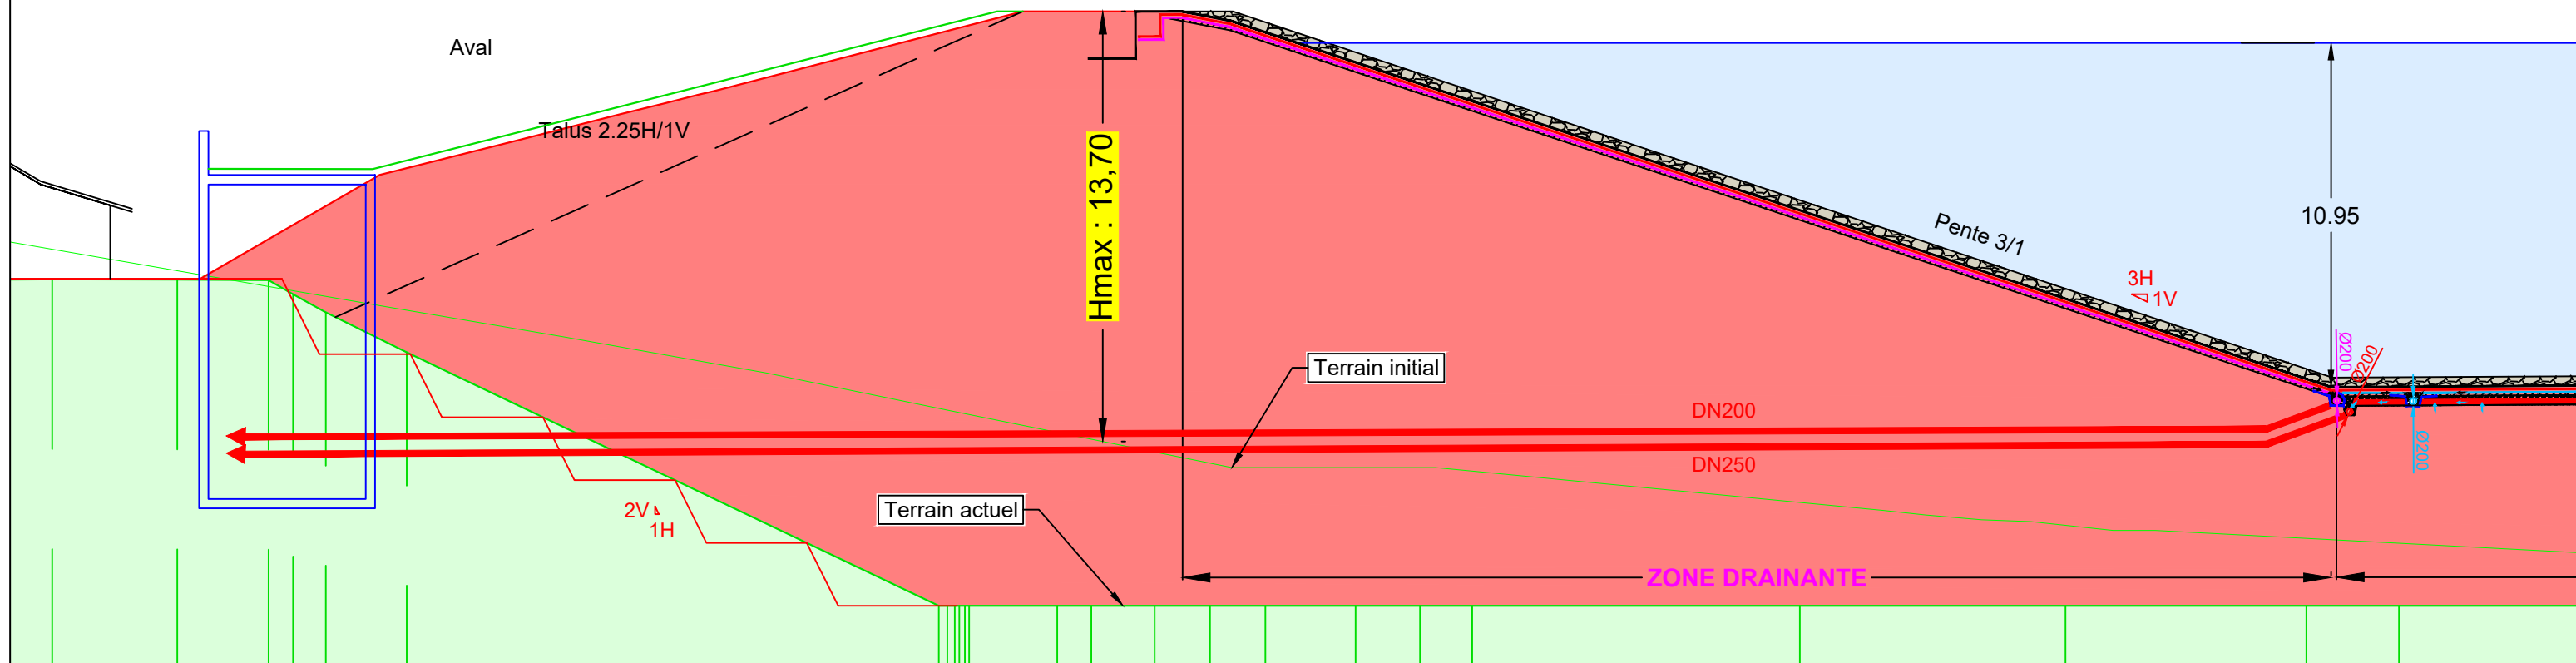 Aval
Talus 2.25H/1V
Hmax : 13,70
10.95
Pente 3/1
3H
1V
Ø200
Ø200
Terrain initial
DN200
DN250
Ø200
Terrain actuel
2V
1H
ZONE DRAINANTE